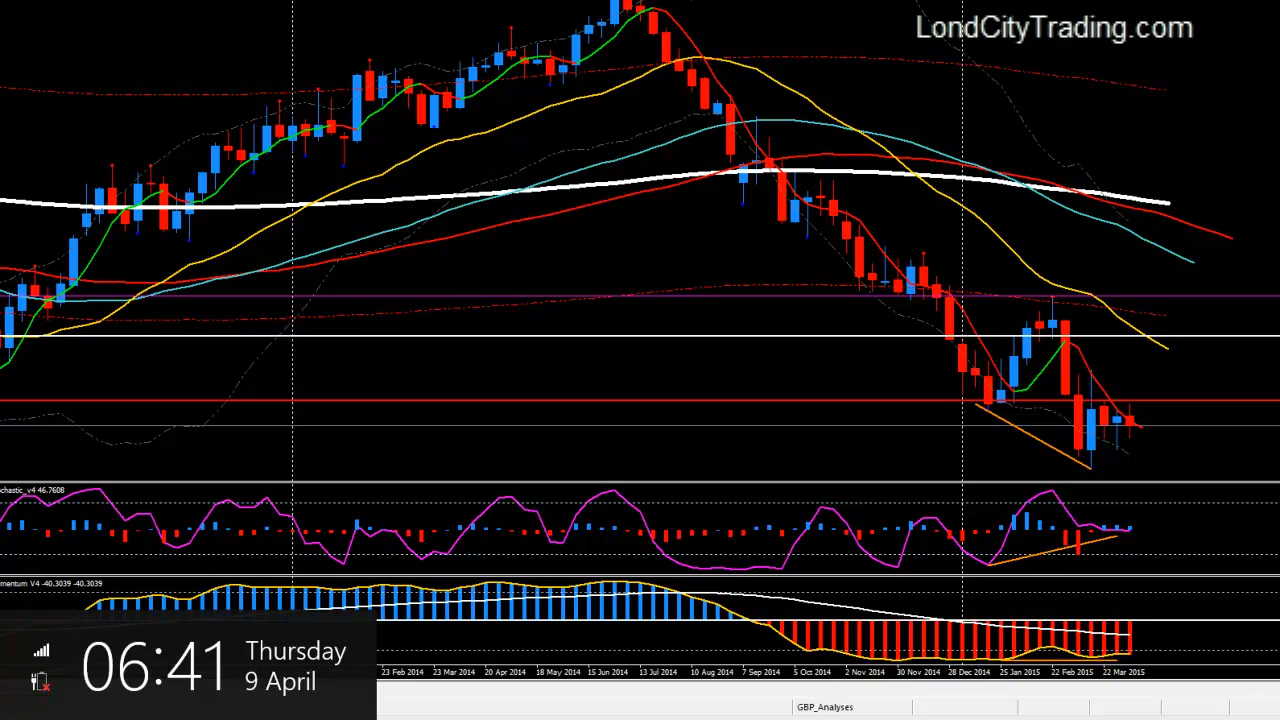 LondCityTrading.com
ochastic_v4 46.7608
mentum V4 -40.3039 -40.3039
06:41
Thursday
9 April
23 Feb 2014 23 Mar 2014 20 Apr 2014 18 May 2014 15 Jun 2014 13 Jul 2014 10 Aug 2014 7 Sep 2014 5 Oct 2014 2 Nov 2014 30 Nov 2014 28 Dec 2014 25 Jan 2015 22 Feb 2015 22 Mar 2015
GBP_Analyses